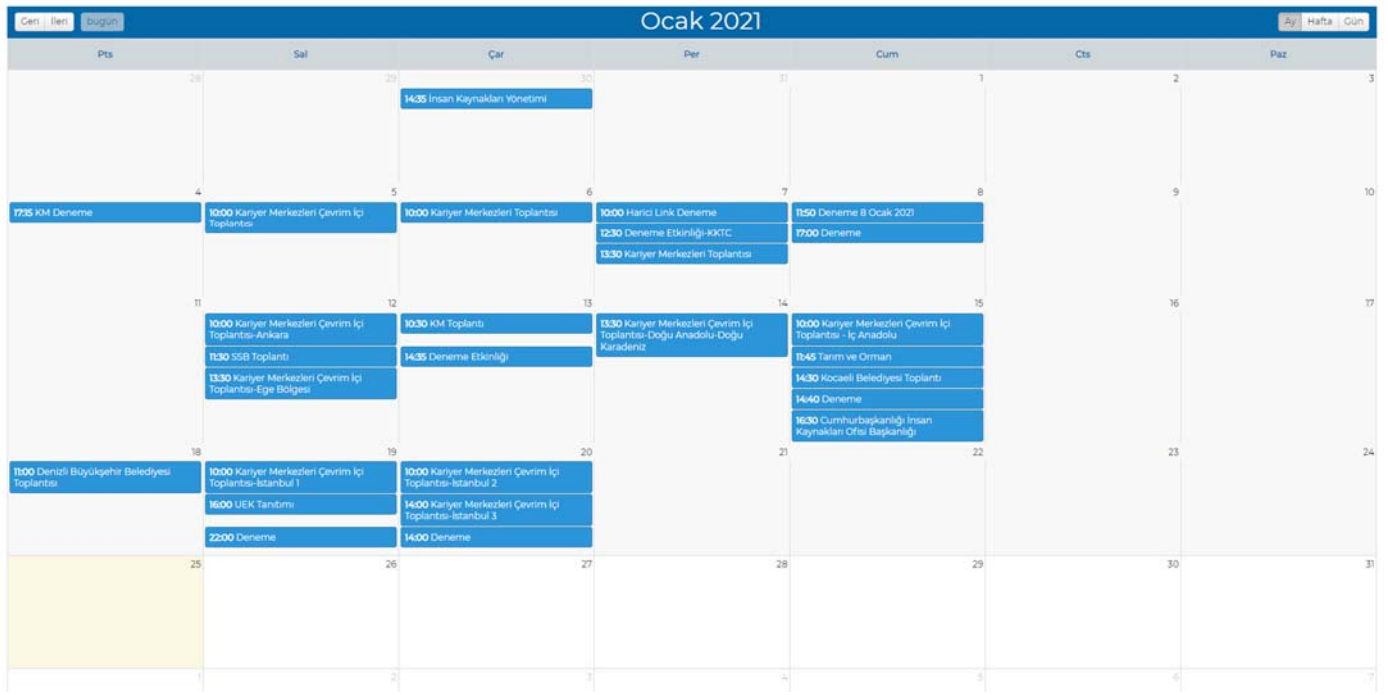 Geri İleri bugün
Ocak 2021
Ay Hafta Gün
Pts Sal Çar Per Cum Cts Paz
28 29 30 31 1 2 3
14:35 İnsan Kaynakları Yönetimi
4 5 6 7 8 9 10
17:15 KM Deneme
10:00 Kariyer Merkezleri Çevrim İçi
Toplantısı
10:00 Kariyer Merkezleri Toplantısı
10:00 Harici Link Deneme
12:30 Deneme Etkinliği-KKTC
13:30 Kariyer Merkezleri Toplantısı
11:50 Deneme 8 Ocak 2021
17:00 Deneme
11 12 13 14 15 16 17
10:00 Kariyer Merkezleri Çevrim İçi
Toplantısı-Ankara
11:30 SSB Toplantı
13:30 Kariyer Merkezleri Çevrim İçi
Toplantısı-Ege Bölgesi
10:30 KM Toplantı
14:35 Deneme Etkinliği
13:30 Kariyer Merkezleri Çevrim İçi
Toplantısı-Doğu Anadolu-Doğu
Karadeniz
10:00 Kariyer Merkezleri Çevrim İçi
Toplantısı - İç Anadolu
11:45 Tarım ve Orman
14:30 Kocaeli Belediyesi Toplantı
14:40 Deneme
16:30 Cumhurbaşkanlığı İnsan
Kaynakları Ofisi Başkanlığı
18 19 20 21 22 23 24
11:00 Denizli Büyükşehir Belediyesi
Toplantısı
10:00 Kariyer Merkezleri Çevrim İçi
Toplantısı-İstanbul 1
16:00 UEK Tanıtımı
22:00 Deneme
10:00 Kariyer Merkezleri Çevrim İçi
Toplantısı-İstanbul 2
14:00 Kariyer Merkezleri Çevrim İçi
Toplantısı-İstanbul 3
14:00 Deneme
25 26 27 28 29 30 31
1 2 3 4 5 6 7